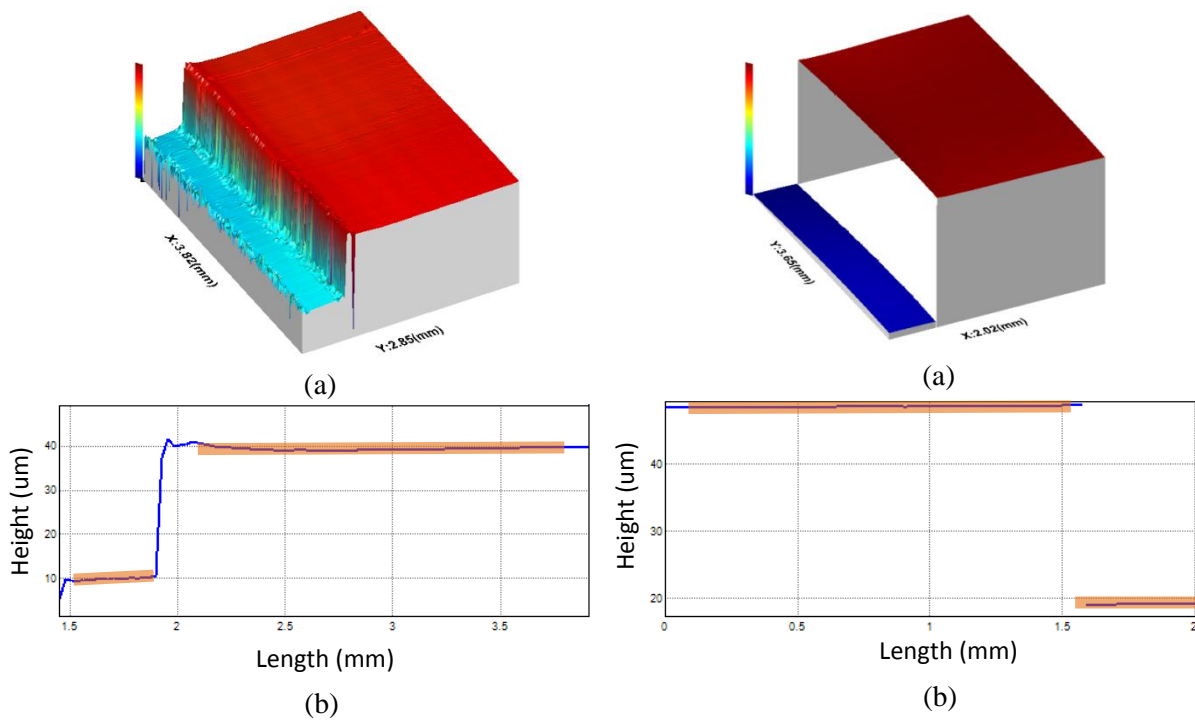 X:3.82(mm)
Y:2.85(mm)
(a)
Height (um)
40
30
20
10
1.5
2
2.5
3
3.5
Length (mm)
(b)
Y:3.65(mm)
X:2.02(mm)
(a)
Height (um)
40
30
20
0
0.5
1
1.5
2
Length (mm)
(b)